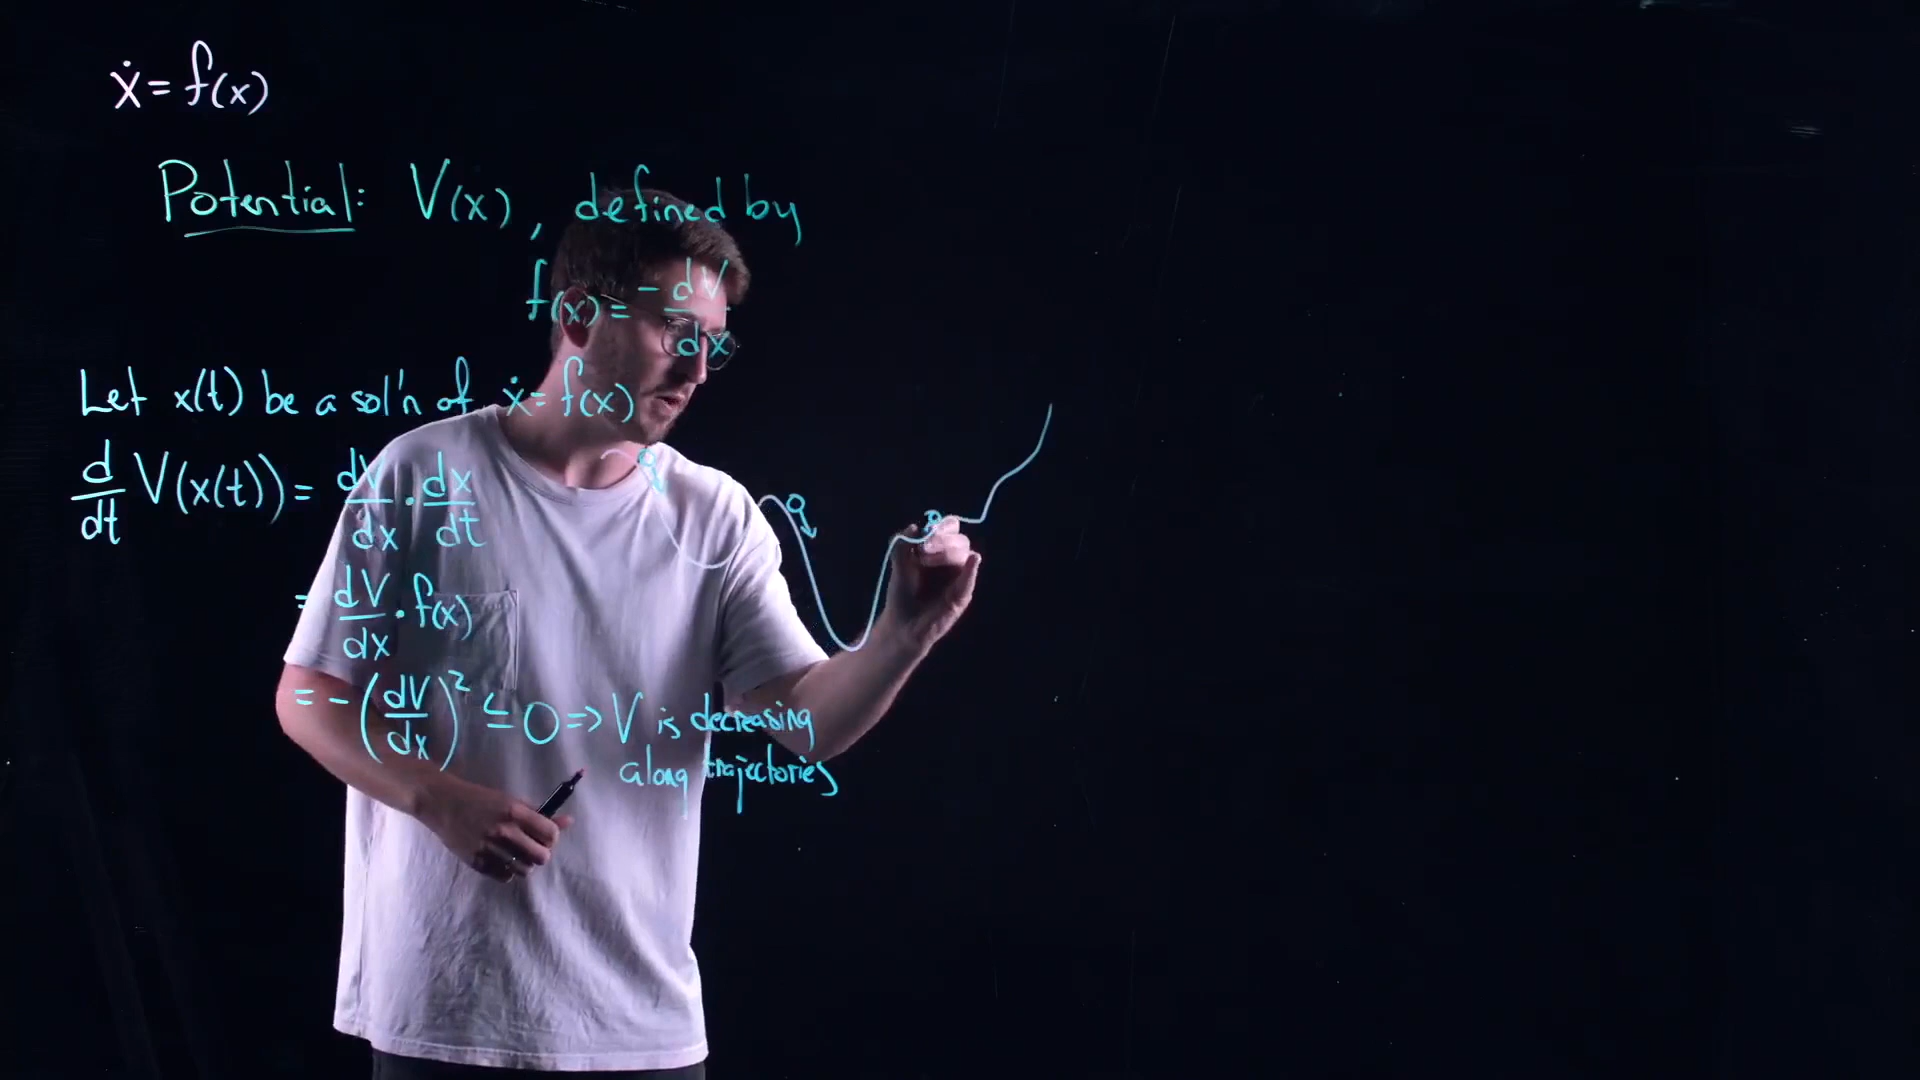 ẋ = f(x)
Potential: V(x), defined by
f(x) = - dV/dx
Let x(t) be a sol'n of ẋ = f(x)
d/dt V(x(t)) = dV/dx · dx/dt
= dV/dx · f(x)
= - (dV/dx)² ≤ 0 => V is decreasing
along trajectories